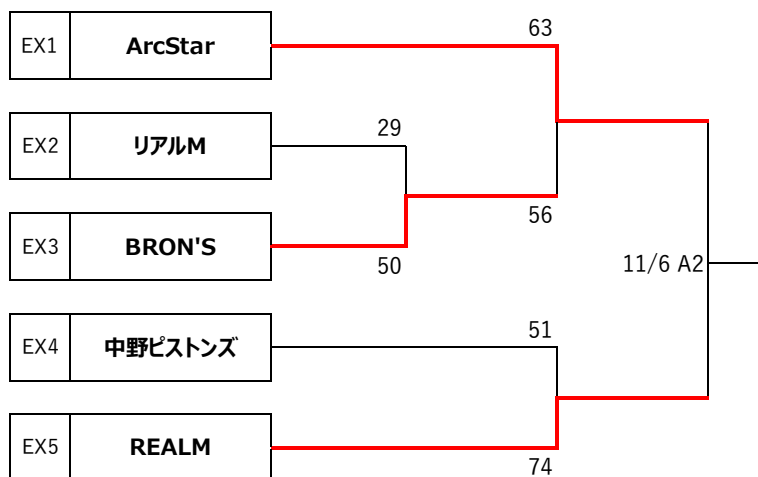 63
EX1 ArcStar
29
EX2 リアルM
56
EX3 BRON'S
50
11/6 A2
51
EX4 中野ピストンズ
EX5 REALM
74